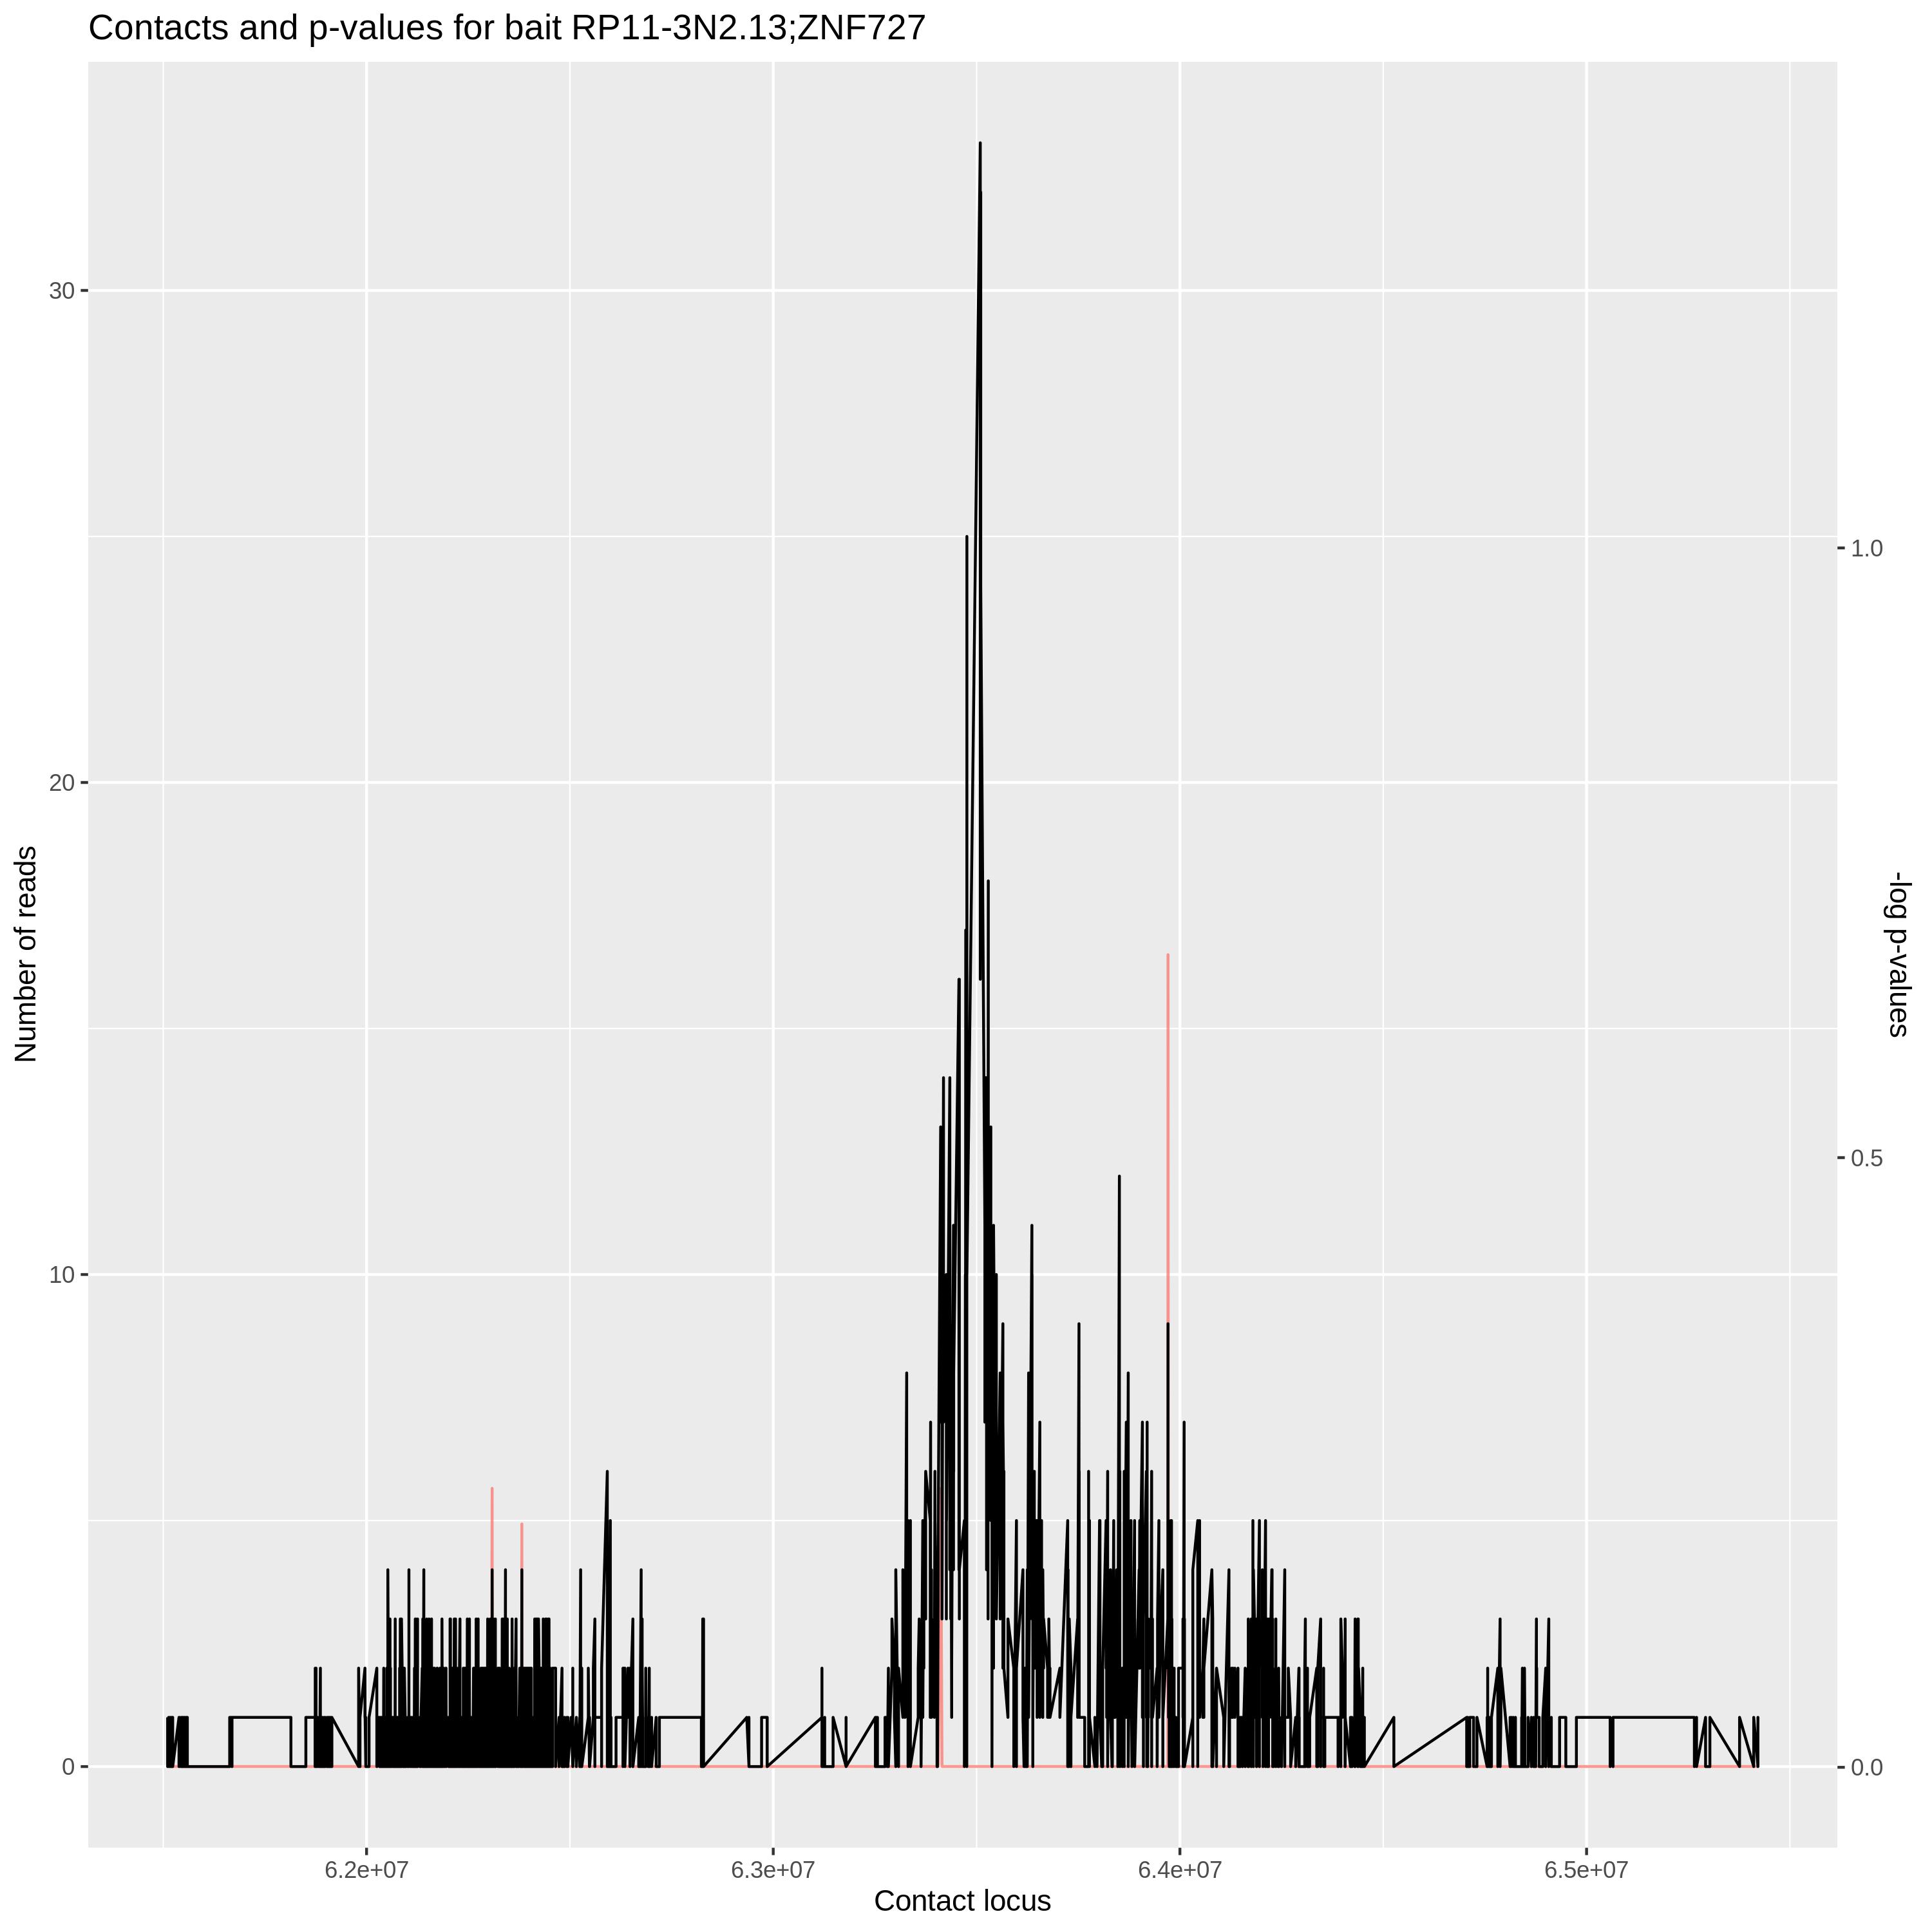 Contacts and p-values for bait RP11-3N2.13;ZNF727
30
20
10
0
Number of reads
1.0
0.5
0.0
-log p-values
6.2e+07
6.3e+07
6.4e+07
6.5e+07
Contact locus